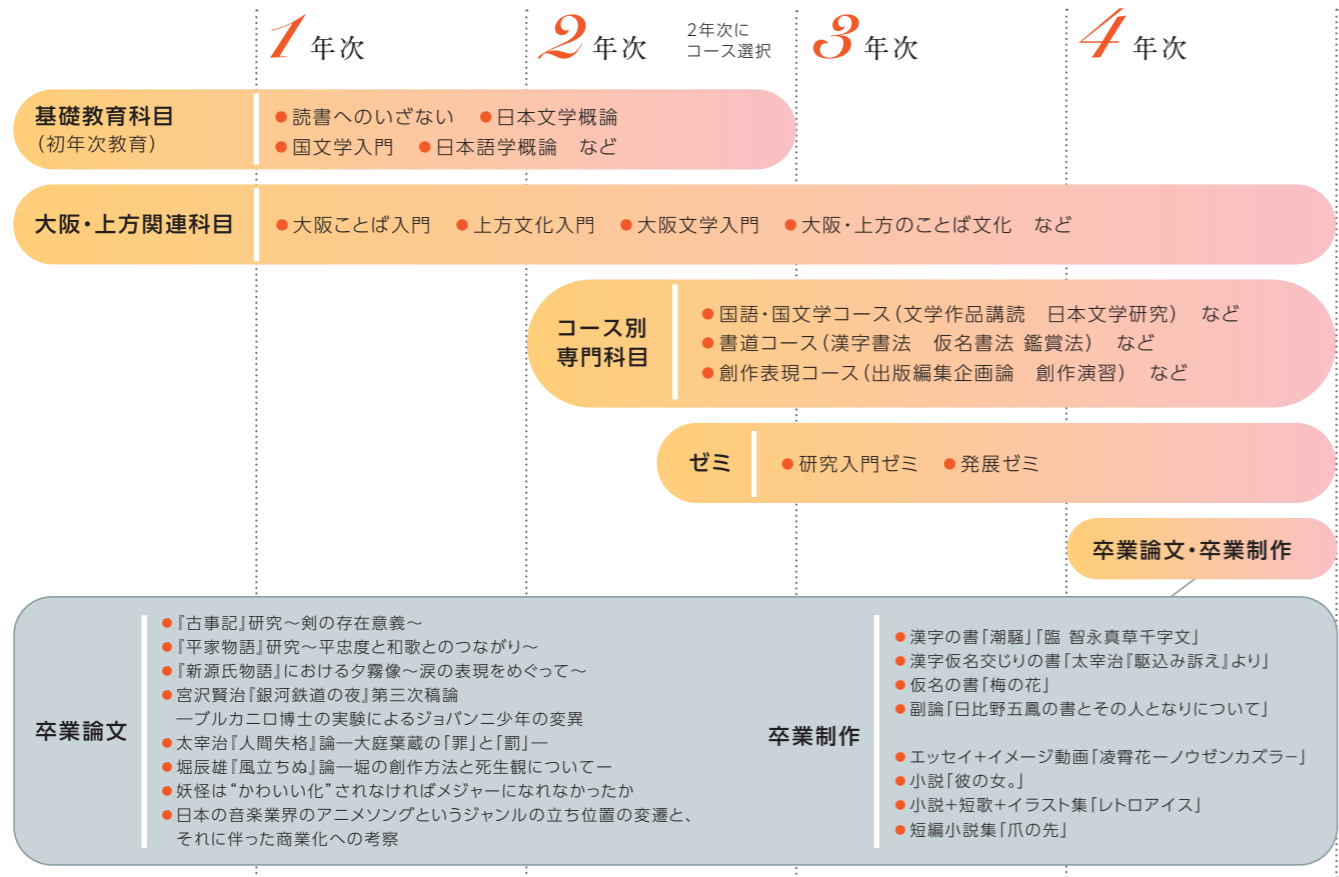 1年次
2年次
2年次に
コース選択
3年次
4年次
基礎教育科目
(初年次教育)
●読書へのいざない ●日本文学概論
●国文学入門 ●日本語学概論 など
大阪・上方関連科目
●大阪ことば入門 ●上方文化入門 ●大阪文学入門 ●大阪・上方のことば文化 など
コース別
専門科目
●国語・国文学コース(文学作品講読 日本文学研究) など
●書道コース(漢字書法 仮名書法 鑑賞法) など
●創作表現コース(出版編集企画論 創作演習) など
ゼミ
●研究入門ゼミ ●発展ゼミ
卒業論文・卒業制作
卒業論文
●『古事記』研究～剣の存在意義～
●『平家物語』研究～平忠度と和歌とのつながり～
●『新源氏物語』における夕霧像～涙の表現をめぐって～
●宮沢賢治『銀河鉄道の夜』第三次稿論
―ブルカニロ博士の実験によるジョバンニ少年の変異
●太宰治『人間失格』論―大庭葉蔵の「罪」と「罰」―
●堀辰雄『風立ちぬ』論―堀の創作方法と死生観についてー
●妖怪は“かわいい化”されなければメジャーになれなかったか
●日本の音楽業界のアニメソングというジャンルの立ち位置の変遷と、
それに伴った商業化への考察
卒業制作
●漢字の書「潮騒」「臨 智永真草千字文」
●漢字仮名交じりの書「太宰治『駆込み訴え』より」
●仮名の書「梅の花」
●副論「日比野五鳳の書とその人となりについて」
●エッセイ+イメージ動画「凌霄花ーノウゼンカズラー」
●小説「彼の女。」
●小説+短歌+イラスト集「レトロアイス」
●短編小説集「爪の先」